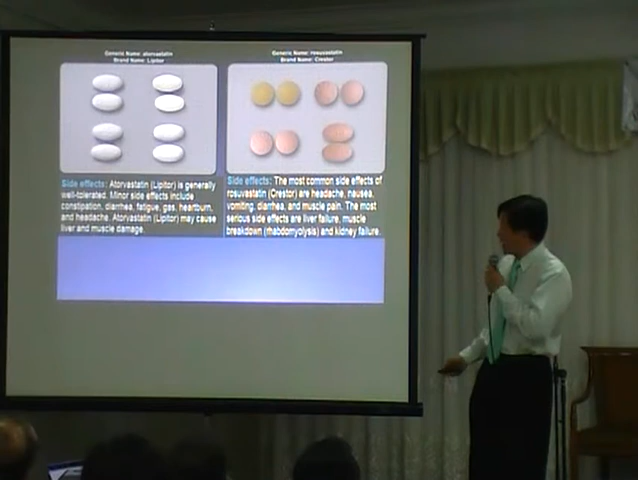 Generic Name: atorvastatin
Brand Name: Lipitor
Generic Name: rosuvastatin
Brand Name: Crestor
Side effects: Atorvastatin (Lipitor) is generally
well-tolerated. Minor side effects include
constipation, diarrhea, fatigue, gas, heartburn,
and headache. Atorvastatin (Lipitor) may cause
liver and muscle damage.
Side effects: The most common side effects of
rosuvastatin (Crestor) are headache, nausea,
vomiting, diarrhea, and muscle pain. The most
serious side effects are liver failure, muscle
breakdown (rhabdomyolysis) and kidney failure.